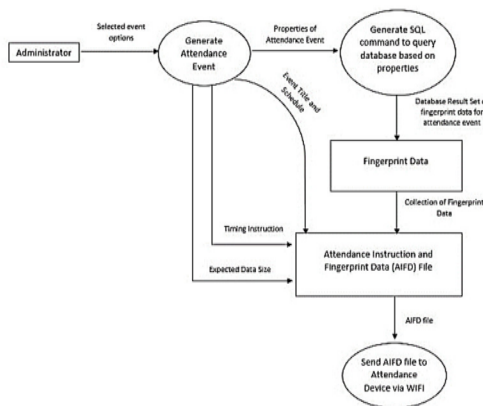 Selected event
options
Administrator
Generate
Attendance
Event
Properties of
Attendance Event
Generate SQL
command to query
database based on
properties
Event Title and
Schedule
Database Result Set
fingerprint data for
attendance event
Fingerprint Data
Collection of Fingerprint
Data
Timing Instruction
Expected Data Size
Attendance Instruction and
Fingerprint Data (AIFD) File
AIFD file
Send AIFD file to
Attendance
Device via WIFI